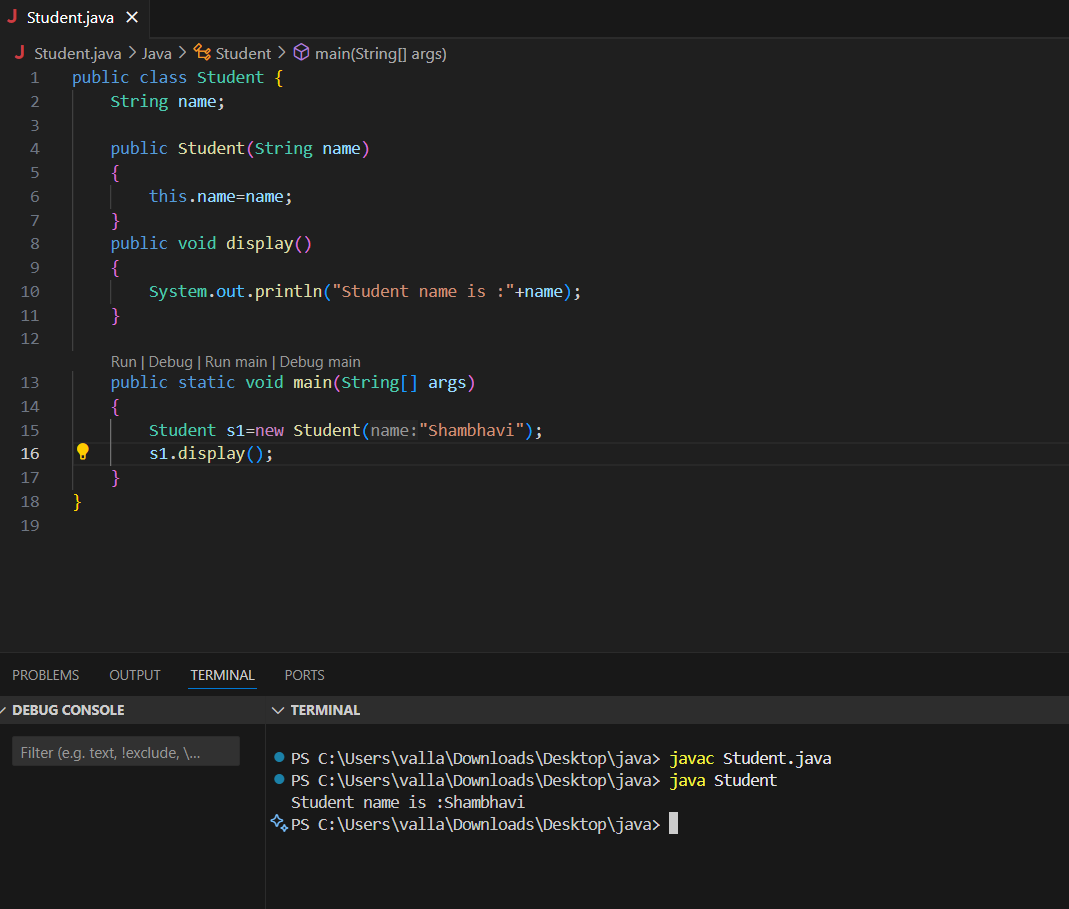 J Student.java ×
J Student.java > Java > Student > main(String[] args)
1 public class Student {
2 String name;
3
4 public Student(String name)
5 {
6 this.name=name;
7 }
8 public void display()
9 {
10 System.out.println("Student name is :"+name);
11 }
12
Run | Debug | Run main | Debug main
13 public static void main(String[] args)
14 {
15 Student s1=new Student(name:"Shambhavi");
16 s1.display();
17 }
18 }
19
PROBLEMS OUTPUT TERMINAL PORTS
DEBUG CONSOLE
Filter (e.g. text, !exclude, \...
TERMINAL
PS C:\Users\valla\Downloads\Desktop\java> javac Student.java
PS C:\Users\valla\Downloads\Desktop\java> java Student
Student name is :Shambhavi
PS C:\Users\valla\Downloads\Desktop\java>